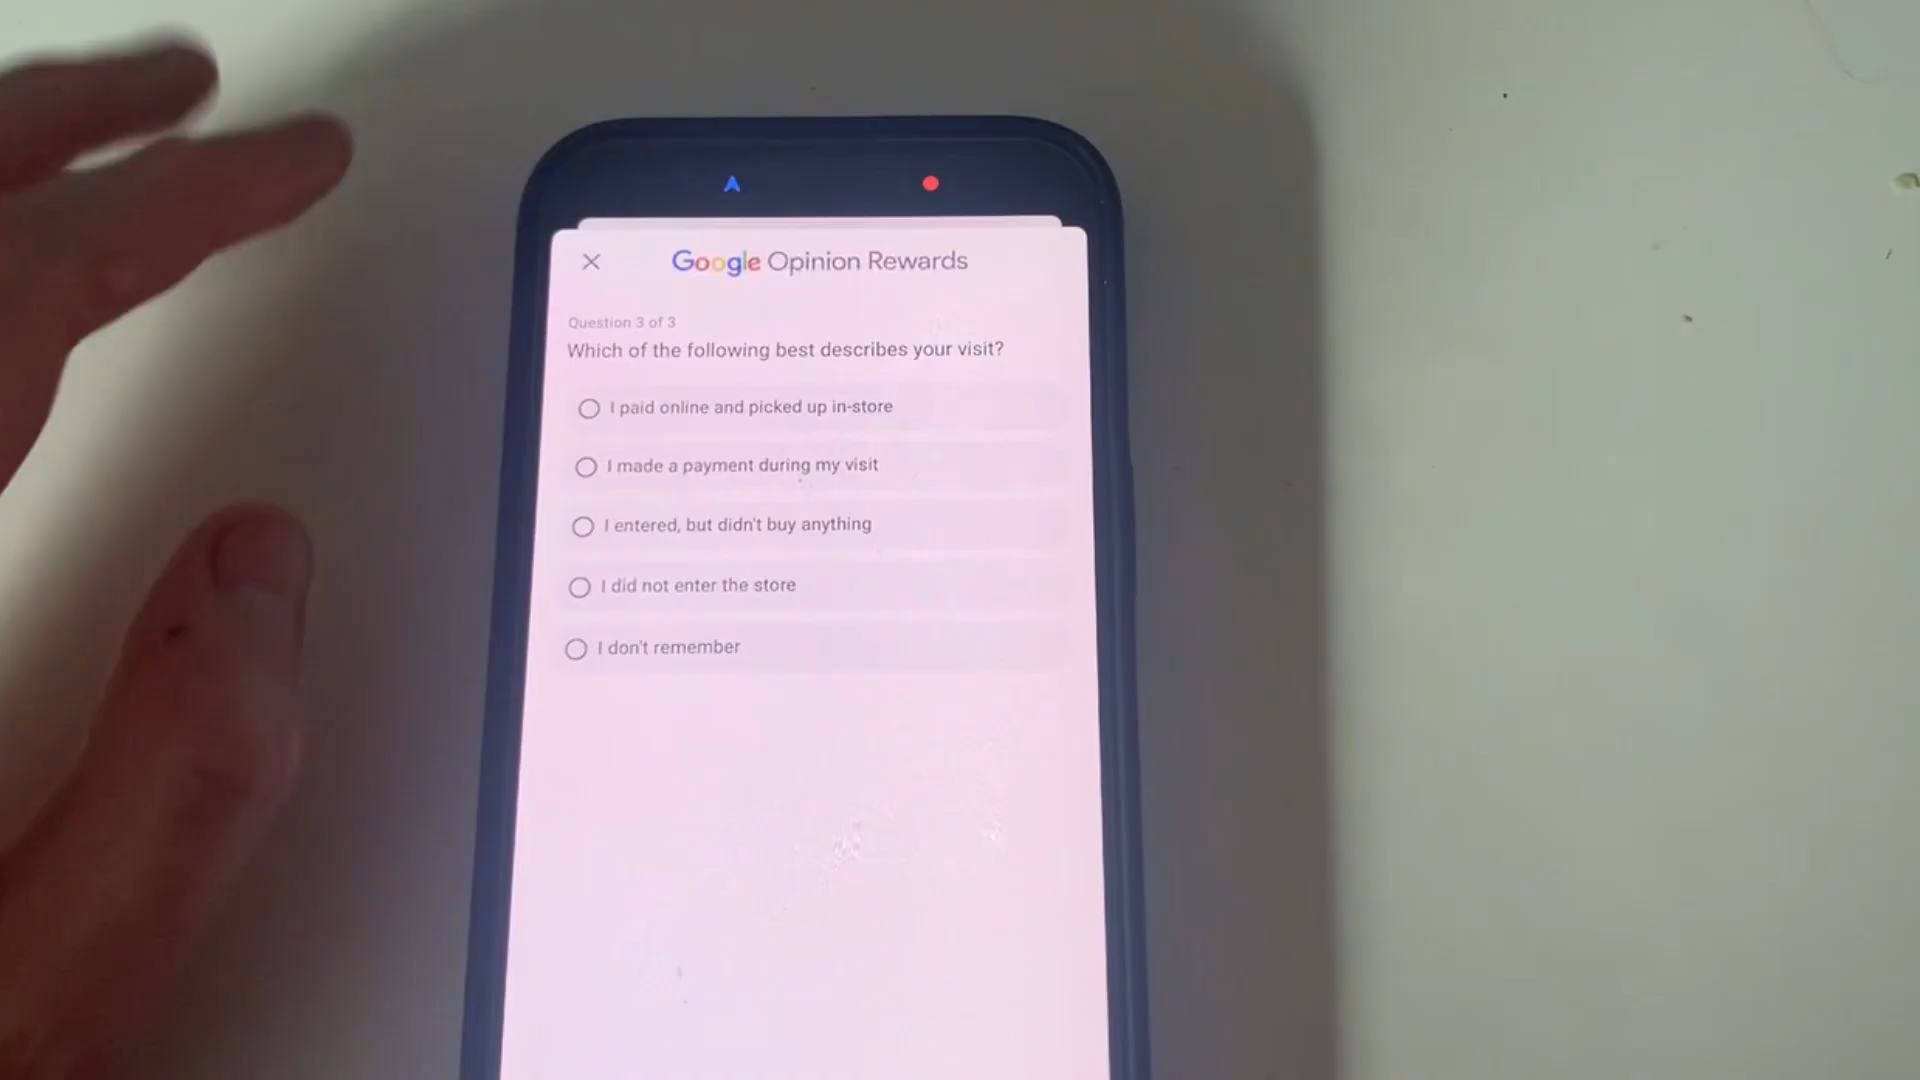 Google Opinion Rewards
Question 3 of 3
Which of the following best describes your visit?
I paid online and picked up in-store
I made a payment during my visit
I entered, but didn't buy anything
I did not enter the store
I don't remember